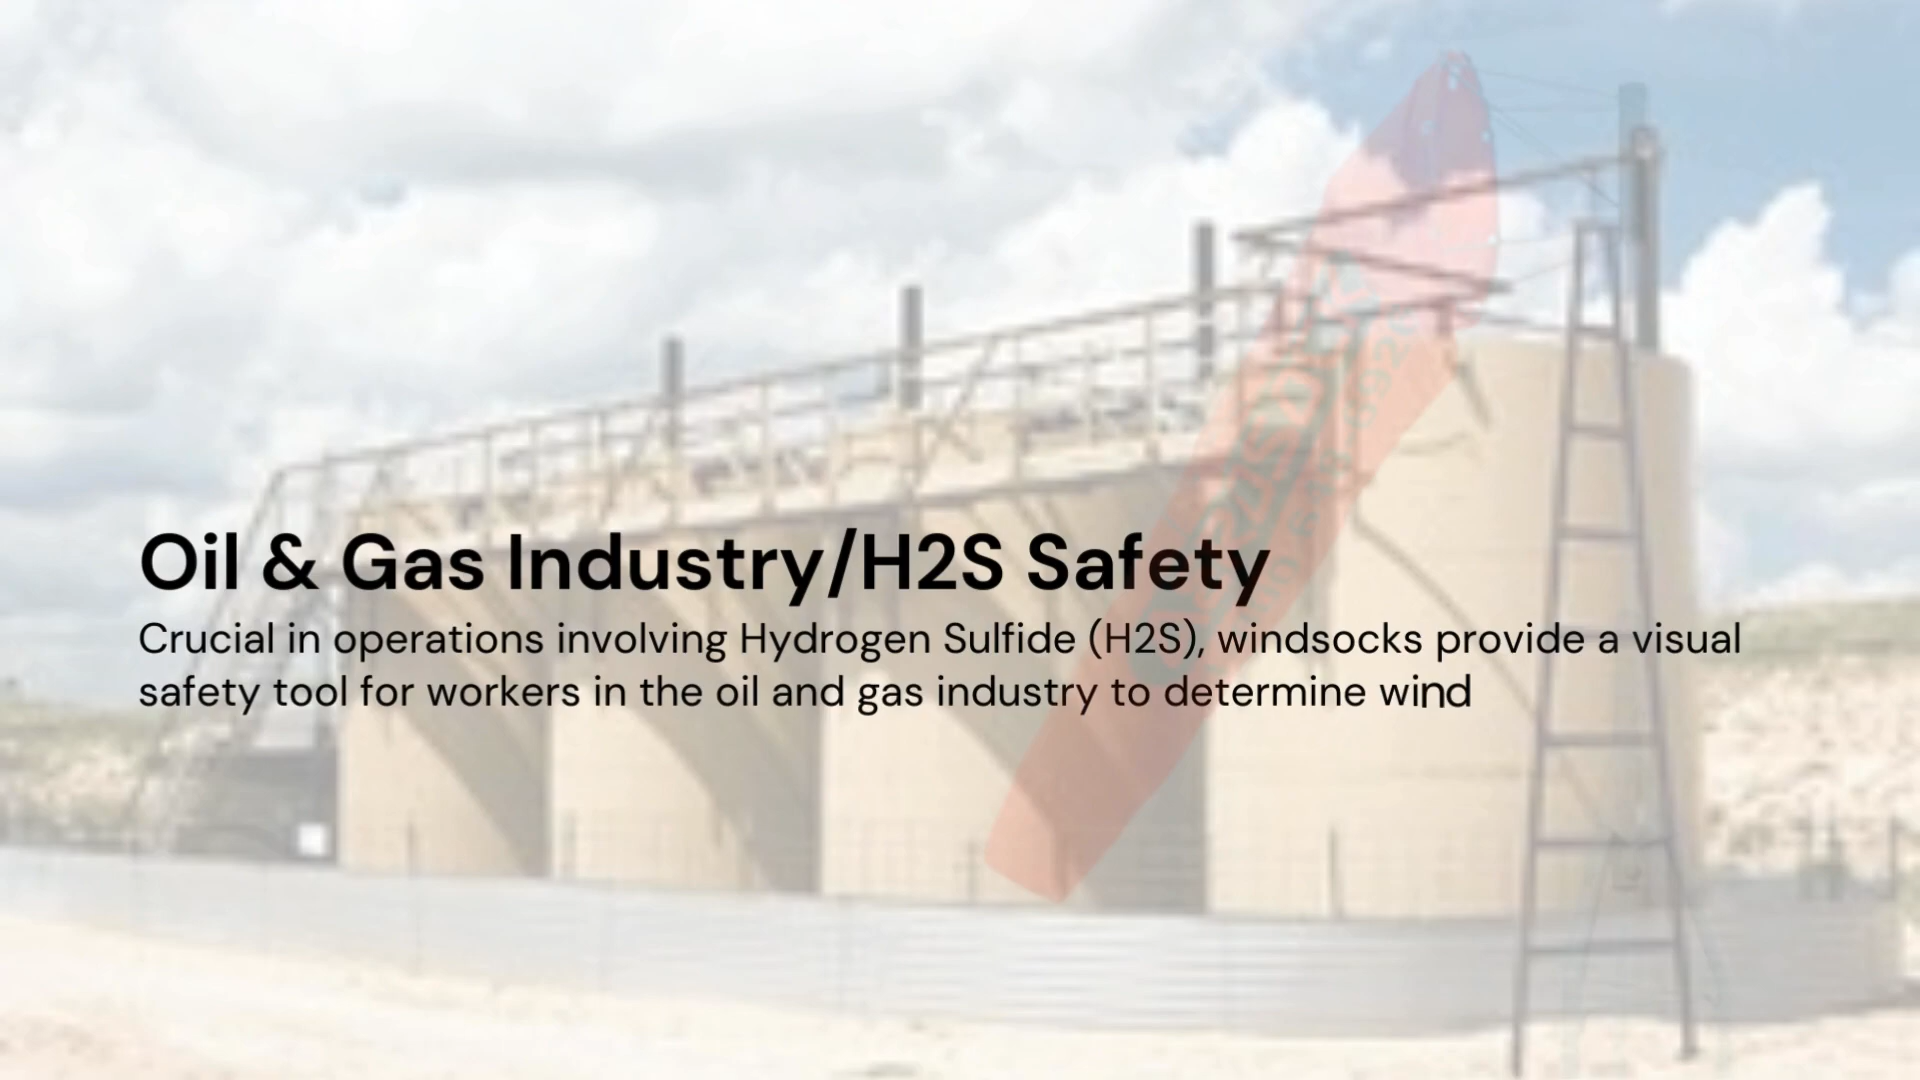 Oil & Gas Industry/H2S Safety
Crucial in operations involving Hydrogen Sulfide (H2S), windsocks provide a visual
safety tool for workers in the oil and gas industry to determine wind